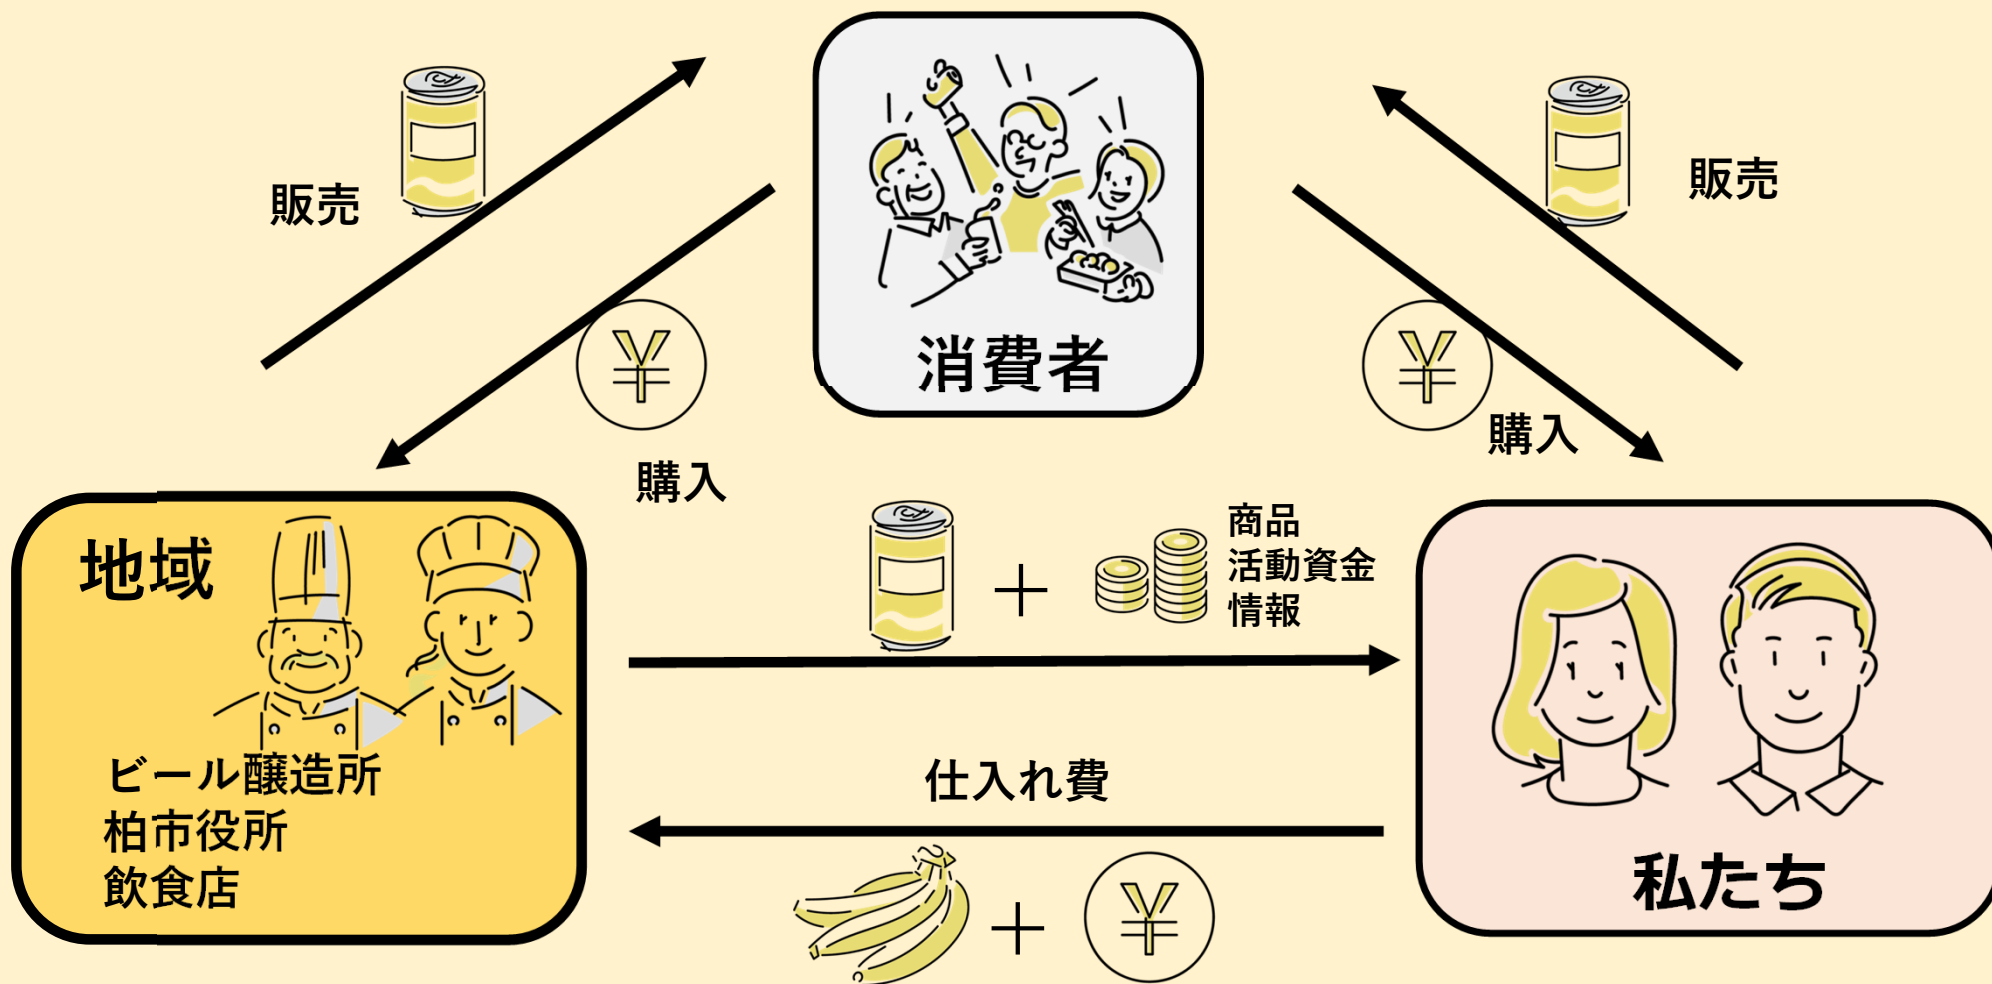 販売
販売
消費者
購入
購入
地域
商品
活動資金
情報
ビール醸造所
柏市役所
飲食店
仕入れ費
私たち